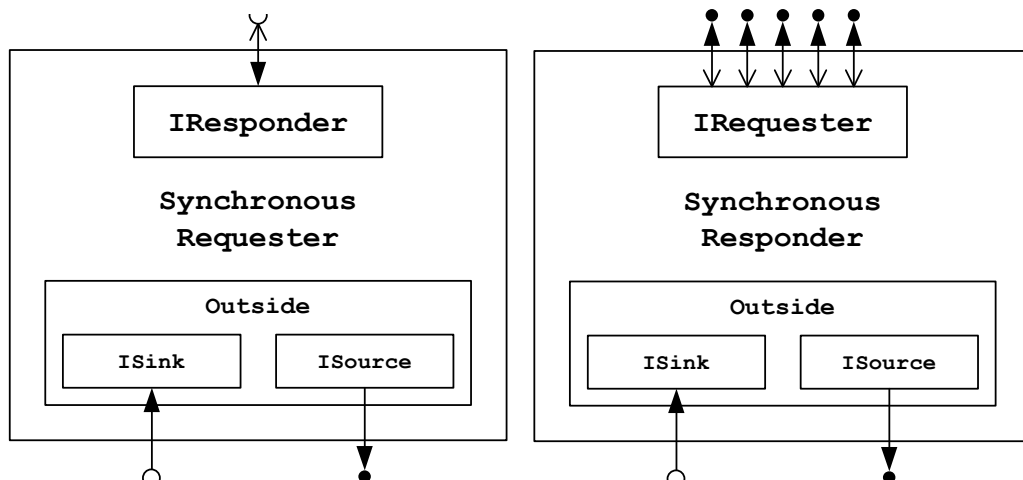 IResponder
Synchronous
Requester
Outside
ISink
ISource
IRequester
Synchronous
Responder
Outside
ISink
ISource